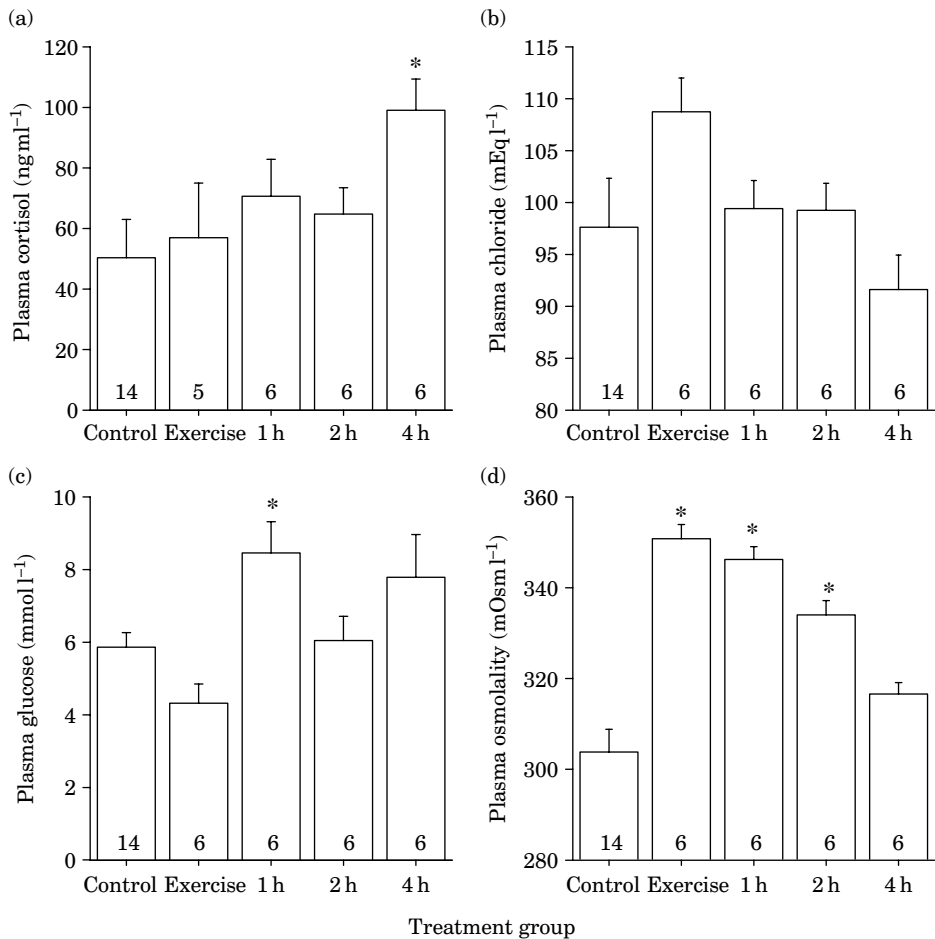 (a)
120
100
80
60
40
20
0
Plasma cortisol (ng ml⁻¹)
*
14 5 6 6 6
Control Exercise 1 h 2 h 4 h
(b)
115
110
105
100
95
90
85
80
Plasma chloride (mEq l⁻¹)
14 6 6 6 6
Control Exercise 1 h 2 h 4 h
(c)
10
8
6
4
2
0
Plasma glucose (mmol l⁻¹)
*
14 6 6 6 6
Control Exercise 1 h 2 h 4 h
(d)
360
340
320
300
280
Plasma osmolality (mOsm l⁻¹)
* * *
14 6 6 6 6
Control Exercise 1 h 2 h 4 h
Treatment group